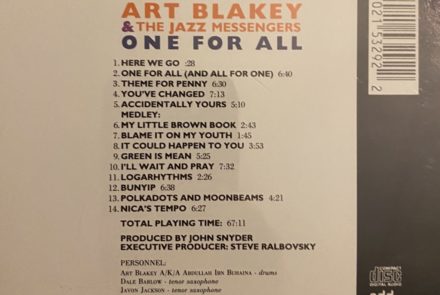 ART BLAKEY
& THE JAZZ MESSENGERS
ONE FOR ALL
1. HERE WE GO :28
2. ONE FOR ALL (AND ALL FOR ONE) 6:40
3. THEME FOR PENNY 6:30
4. YOU'VE CHANGED 7:13
5. ACCIDENTALLY YOURS 5:10
MEDLEY:
6. MY LITTLE BROWN BOOK 2:43
7. BLAME IT ON MY YOUTH 1:45
8. IT COULD HAPPEN TO YOU 3:53
9. GREEN IS MEAN 5:25
10. I'LL WAIT AND PRAY 7:32
11. LOGARHYTHMS 2:26
12. BUNYIP 6:38
13. POLKADOTS AND MOONBEAMS 4:21
14. NICA'S TEMPO 6:27
TOTAL PLAYING TIME: 67:11
PRODUCED BY JOHN SNYDER
EXECUTIVE PRODUCER: STEVE RALBOVSKY
PERSONNEL:
ART BLAKEY A/K/A ABDULLAH IBN BUHAINA - drums
DALE BARLOW - tenor saxophone
JAVON JACKSON - tenor saxophone
021 53292 2
COMPACT
disc
DIGITAL AUDIO